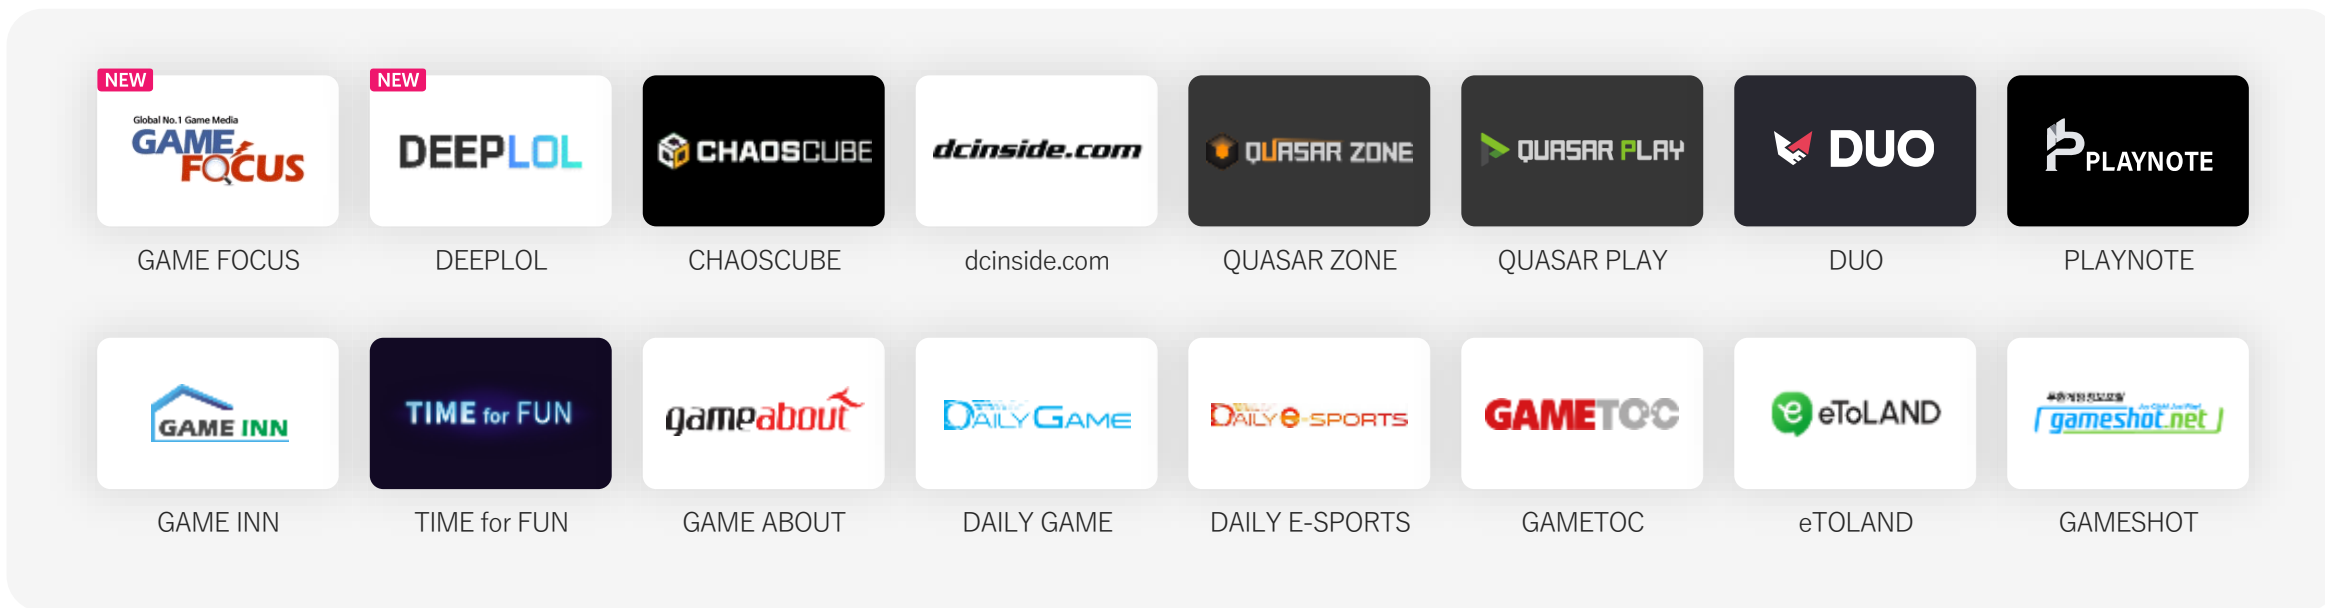 NEW
NEW
Global No.1 Game Media
GAME
FOCUS
DEEPLOL
CHAOSCUBE
dcinside.com
QUASAR ZONE
QUASAR PLAY
DUO
PLAYNOTE
GAME FOCUS
DEEPLOL
CHAOSCUBE
dcinside.com
QUASAR ZONE
QUASAR PLAY
DUO
PLAYNOTE
GAME INN
TIME for FUN
gameabout
DAILY GAME
DAILY e-SPORTS
GAMETOC
eToLAND
gameshot.net
GAME INN
TIME for FUN
GAME ABOUT
DAILY GAME
DAILY E-SPORTS
GAMETOC
eTOLAND
GAMESHOT